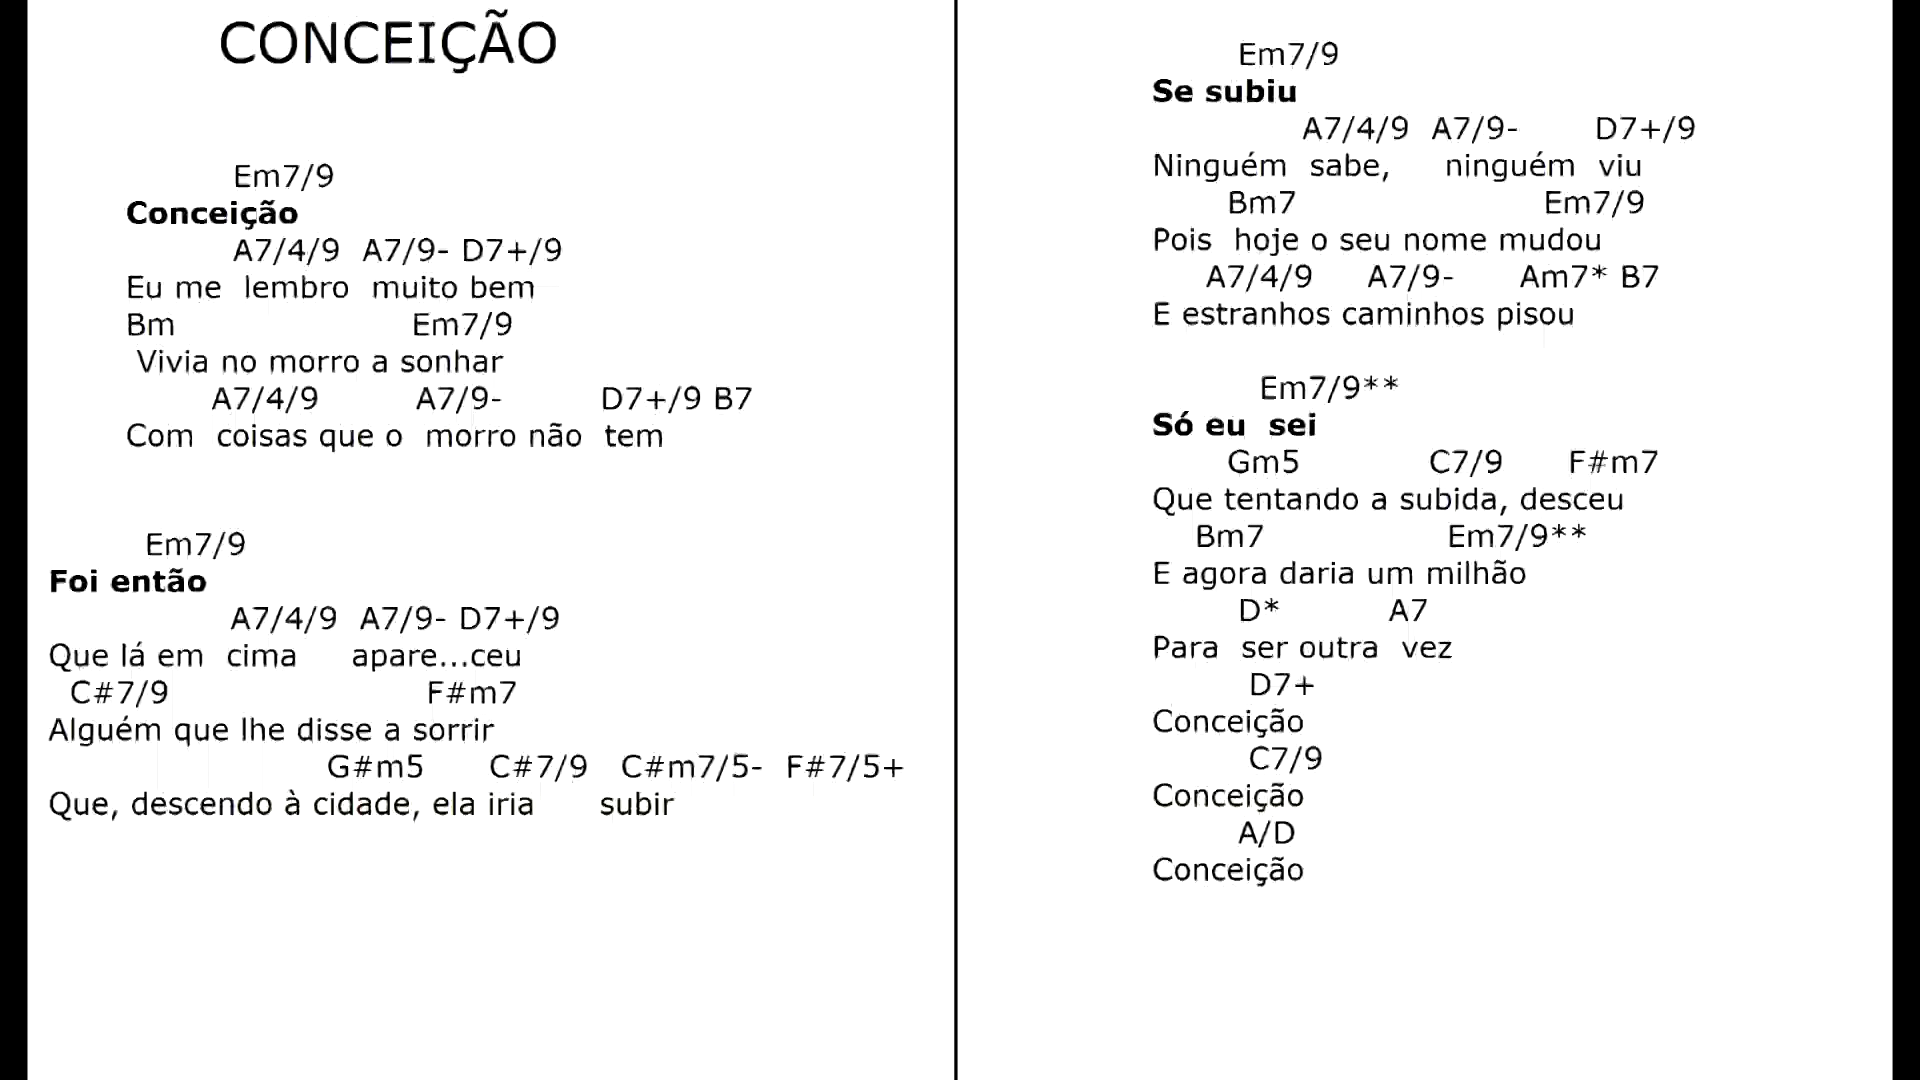 CONCEIÇÃO
Em7/9
Conceição
A7/4/9 A7/9- D7+/9
Eu me lembro muito bem
Bm Em7/9
Vivia no morro a sonhar
A7/4/9 A7/9- D7+/9 B7
Com coisas que o morro não tem
Em7/9
Foi então
A7/4/9 A7/9- D7+/9
Que lá em cima apare...ceu
C#7/9 F#m7
Alguém que lhe disse a sorrir
G#m5 C#7/9 C#m7/5- F#7/5+
Que, descendo à cidade, ela iria subir
Em7/9
Se subiu
A7/4/9 A7/9- D7+/9
Ninguém sabe, ninguém viu
Bm7 Em7/9
Pois hoje o seu nome mudou
A7/4/9 A7/9- Am7* B7
E estranhos caminhos pisou
Em7/9**
Só eu sei
Gm5 C7/9 F#m7
Que tentando a subida, desceu
Bm7 Em7/9**
E agora daria um milhão
D* A7
Para ser outra vez
D7+
Conceição
C7/9
Conceição
A/D
Conceição